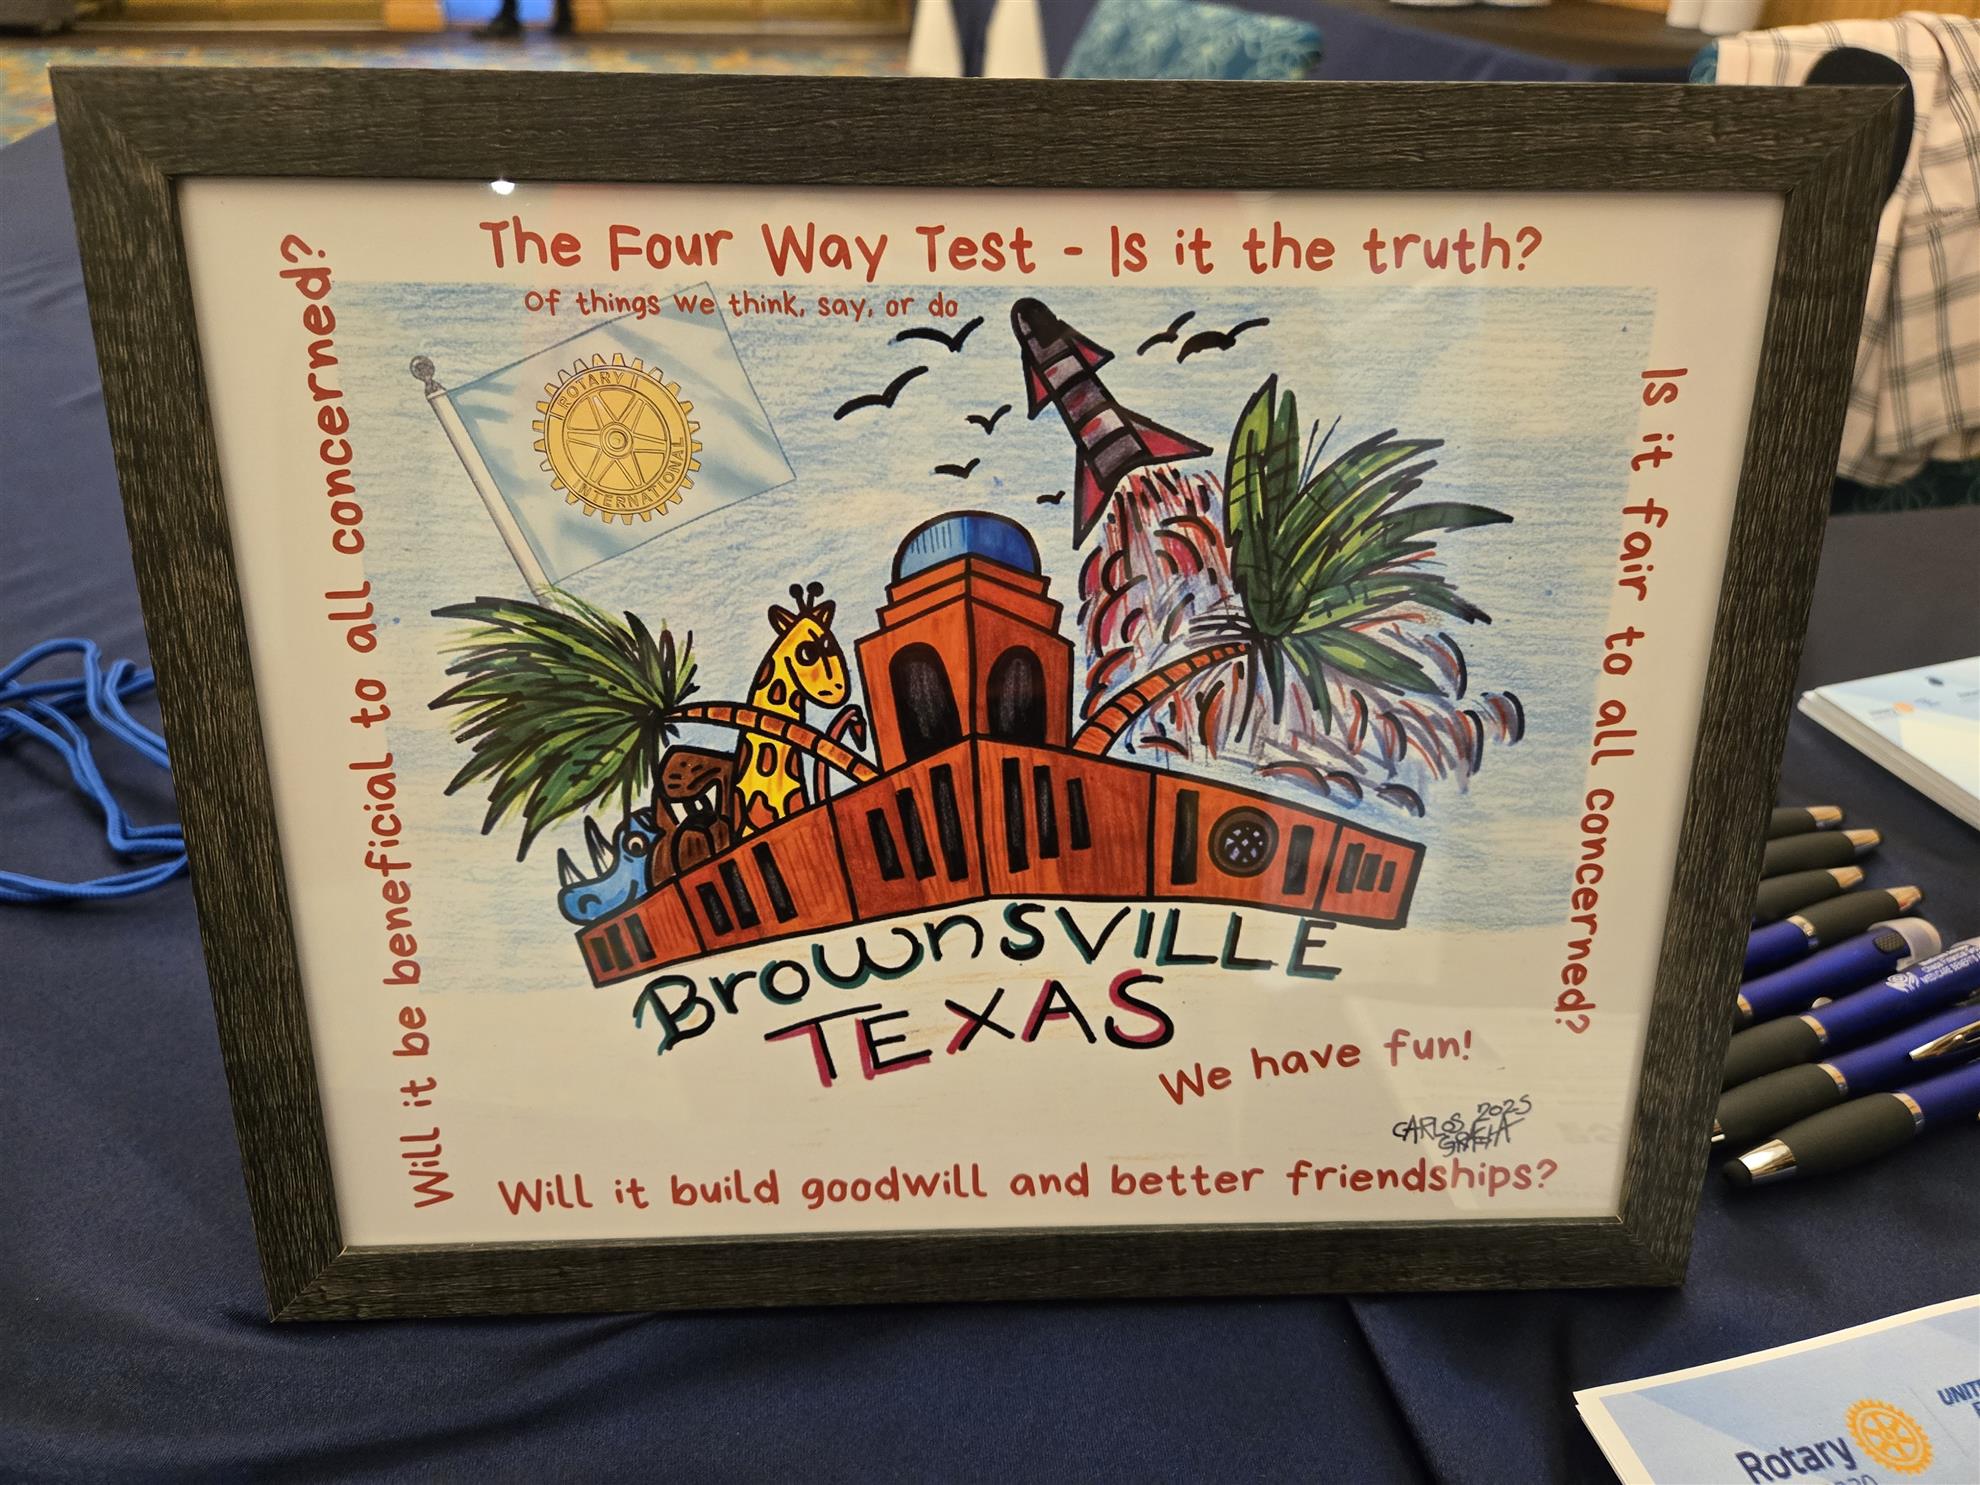 The Four Way Test - Is it the truth?
Of things we think, say, or do
ROTARY
INTERNATIONAL
Is it fair to all concerned?
Will it be beneficial to all concerned?
BrownsVILLE
TEXAS
We have fun!
2025
CARLOS
Will it build goodwill and better friendships?
Rotary